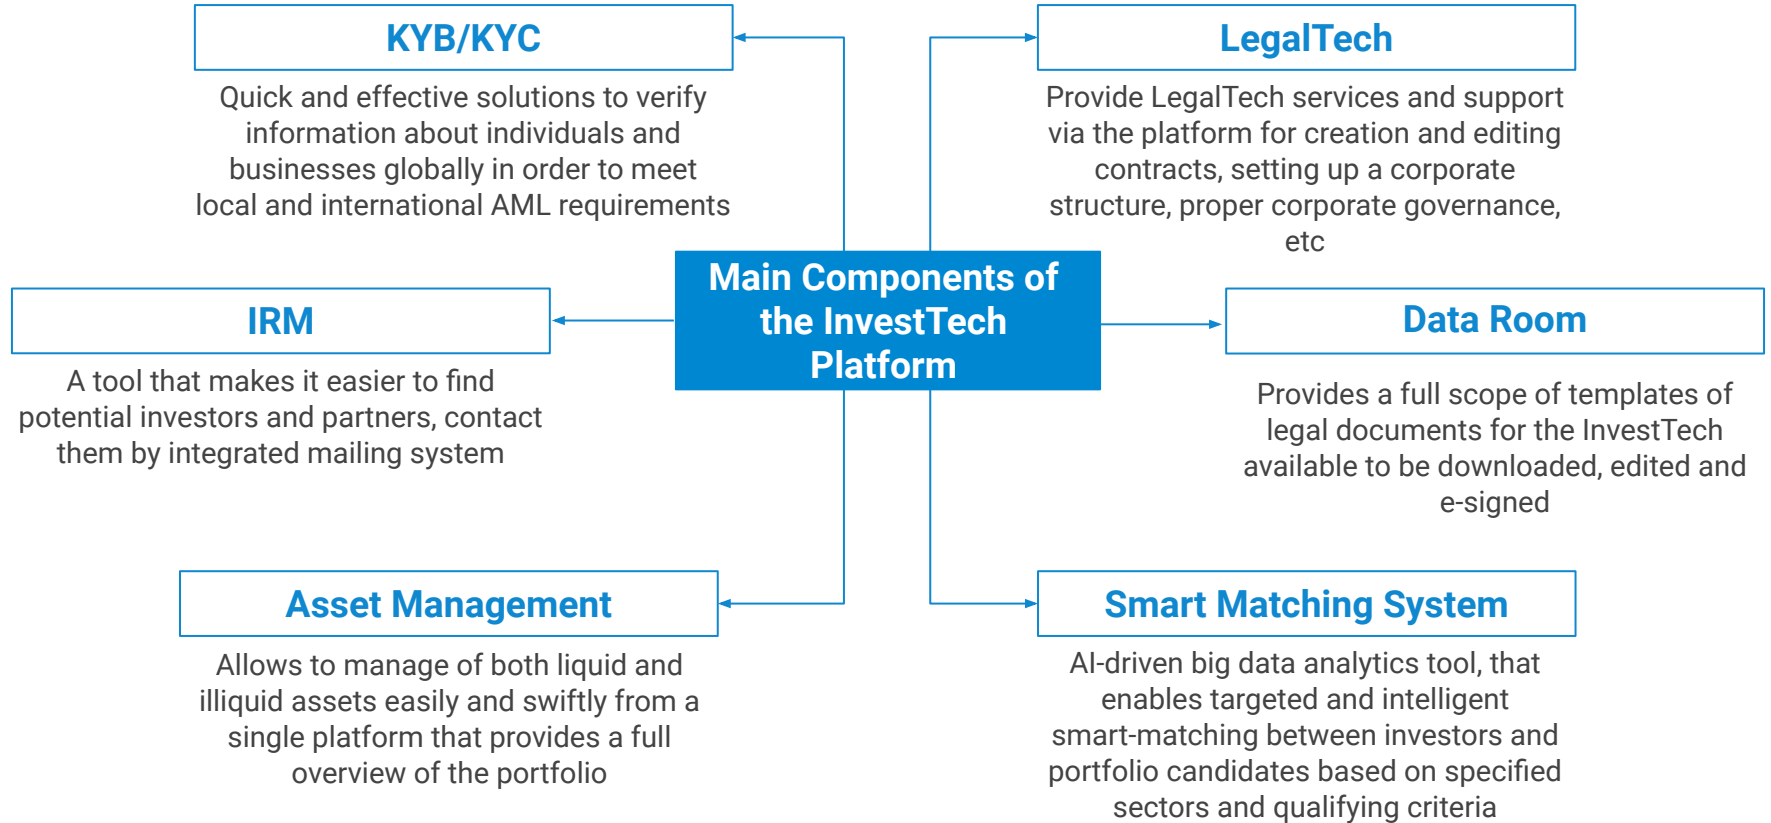 KYB/KYC
Quick and effective solutions to verify
information about individuals and
businesses globally in order to meet
local and international AML requirements
LegalTech
Provide LegalTech services and support
via the platform for creation and editing
contracts, setting up a corporate
structure, proper corporate governance,
etc
Main Components of
the InvestTech
Platform
IRM
A tool that makes it easier to find
potential investors and partners, contact
them by integrated mailing system
Data Room
Provides a full scope of templates of
legal documents for the InvestTech
available to be downloaded, edited and
e-signed
Asset Management
Allows to manage of both liquid and
illiquid assets easily and swiftly from a
single platform that provides a full
overview of the portfolio
Smart Matching System
AI-driven big data analytics tool, that
enables targeted and intelligent
smart-matching between investors and
portfolio candidates based on specified
sectors and qualifying criteria